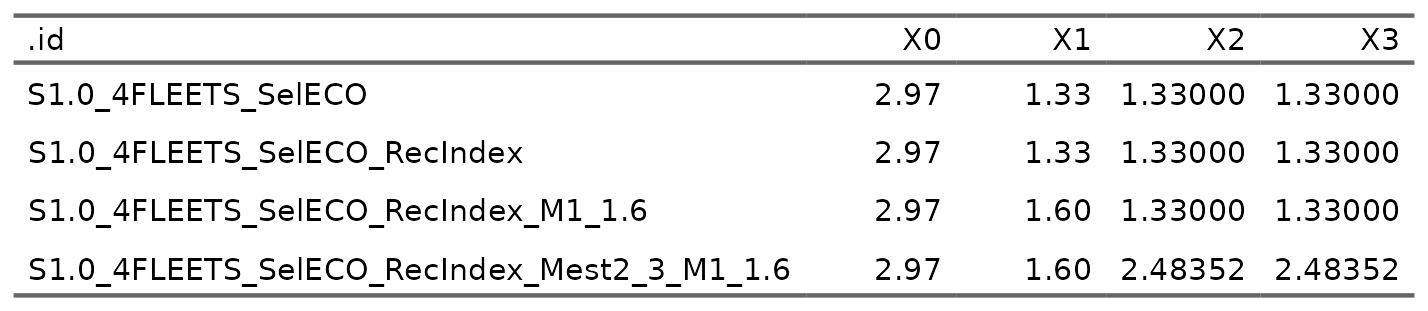 .id X0 X1 X2 X3
S1.0_4FLEETS_SelECO 2.97 1.33 1.33000 1.33000
S1.0_4FLEETS_SelECO_RecIndex 2.97 1.33 1.33000 1.33000
S1.0_4FLEETS_SelECO_RecIndex_M1_1.6 2.97 1.60 1.33000 1.33000
S1.0_4FLEETS_SelECO_RecIndex_Mest2_3_M1_1.6 2.97 1.60 2.48352 2.48352